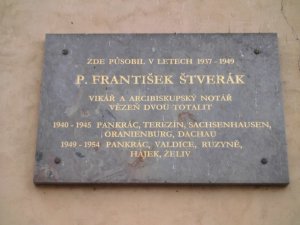 ZDE PŮSOBIL V LETECH 1937 - 1949
P. FRANTIŠEK ŠTVERÁK
VIKÁŘ A ARCIBISKUPSKÝ NOTÁŘ
VĚZEŇ DVOU TOTALIT
1940 - 1945 PANKRÁC, TEREZÍN, SACHSENHAUSEN,
ORANIENBURG, DACHAU
1949 - 1954 PANKRÁC, VALDICE, RUZYNĚ,
HÁJEK, ŽELIV